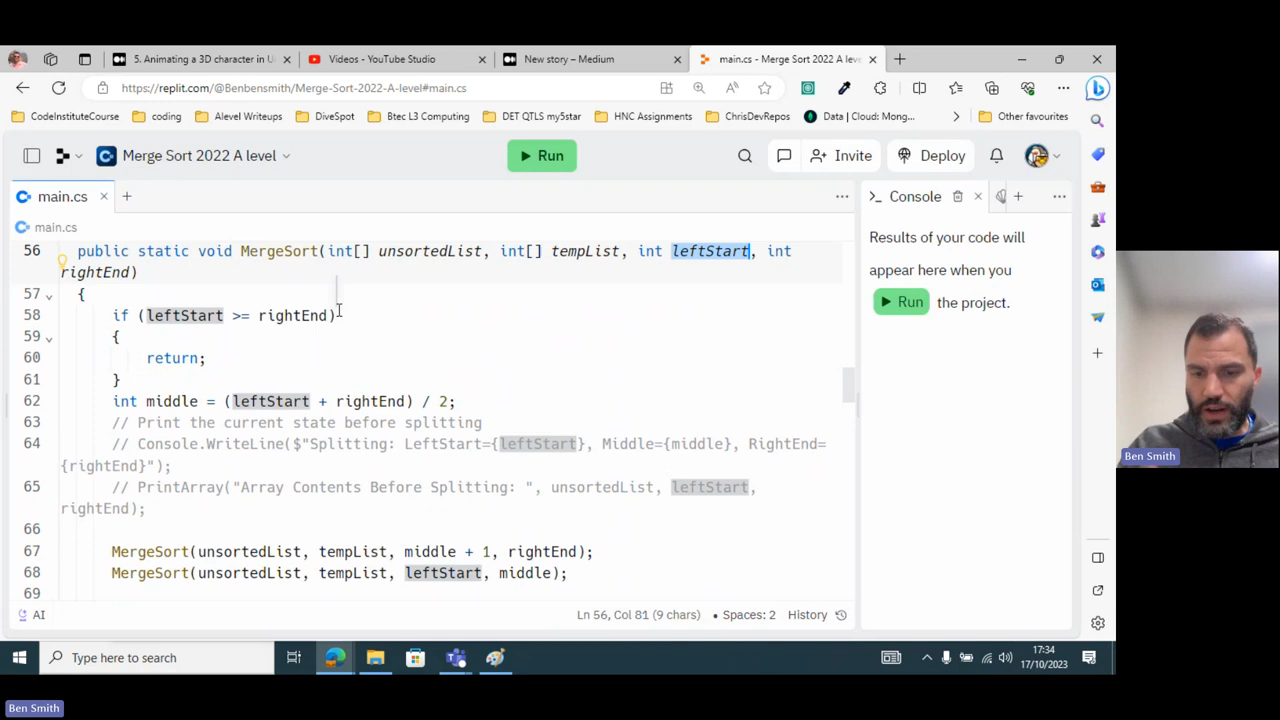 5. Animating a 3D character in U
Videos - YouTube Studio
New story – Medium
main.cs - Merge Sort 2022 A leve
https://replit.com/@Benbensmith/Merge-Sort-2022-A-level#main.cs
CodeInstituteCourse
coding
Alevel Writeups
DiveSpot
Btec L3 Computing
DET QTLS my5star
HNC Assignments
ChrisDevRepos
Data | Cloud: Mong...
Other favourites
Merge Sort 2022 A level
Run
Invite
Deploy
main.cs
Console
main.cs
56 public static void MergeSort(int[] unsortedList, int[] tempList, int leftStart, int
rightEnd)
57 {
58 if (leftStart >= rightEnd)
59 {
60 return;
61 }
62 int middle = (leftStart + rightEnd) / 2;
63 // Print the current state before splitting
64 // Console.WriteLine($"Splitting: LeftStart={leftStart}, Middle={middle}, RightEnd=
{rightEnd}");
65 // PrintArray("Array Contents Before Splitting: ", unsortedList, leftStart,
rightEnd);
66
67 MergeSort(unsortedList, tempList, middle + 1, rightEnd);
68 MergeSort(unsortedList, tempList, leftStart, middle);
69
Results of your code will
appear here when you
Run the project.
AI
Ln 56, Col 81 (9 chars)
Spaces: 2
History
Type here to search
17:34
17/10/2023
Ben Smith
Ben Smith